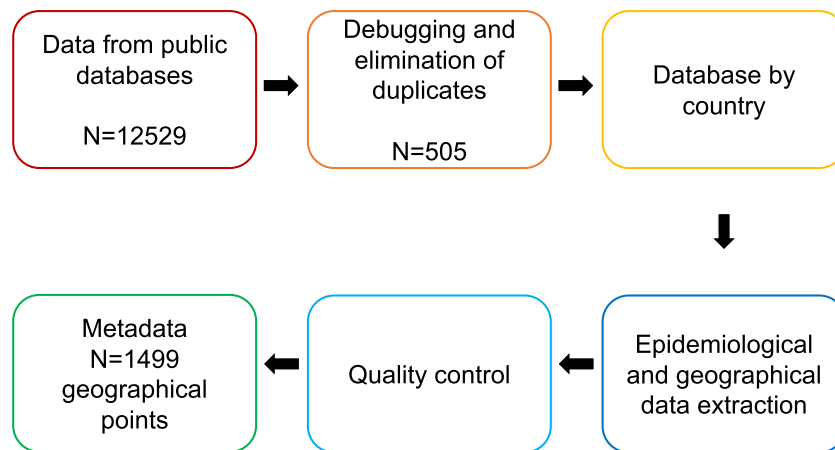 Data from public
databases
N=12529
Debugging and
elimination of
duplicates
N=505
Database by
country
Epidemiological
and geographical
data extraction
Quality control
Metadata
N=1499
geographical
points